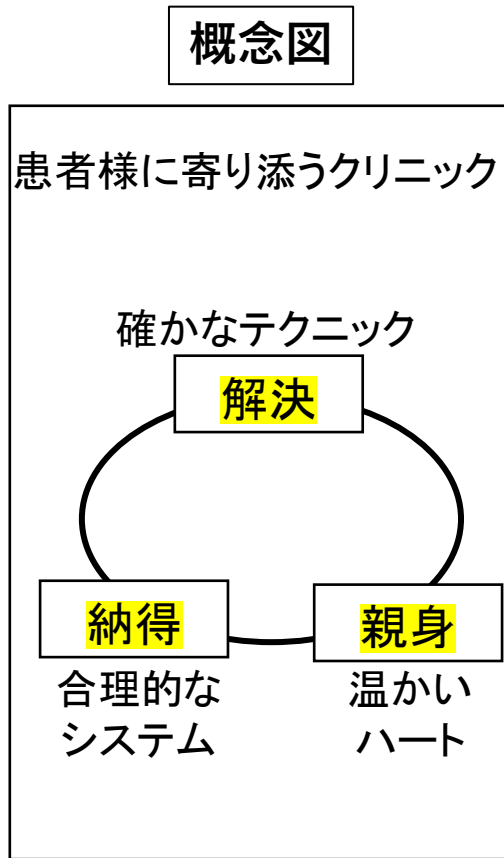 概念図
患者様に寄り添うクリニック
確かなテクニック
解決
納得
合理的な
システム
親身
温かい
ハート